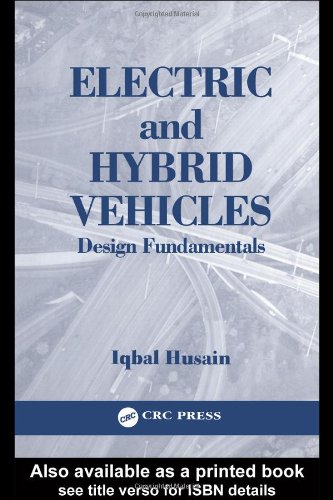 ELECTRIC
and
HYBRID
VEHICLES
Design Fundamentals
Iqbal Husain
CRC CRC PRESS
Also available as a printed book
see title verso for ISBN details